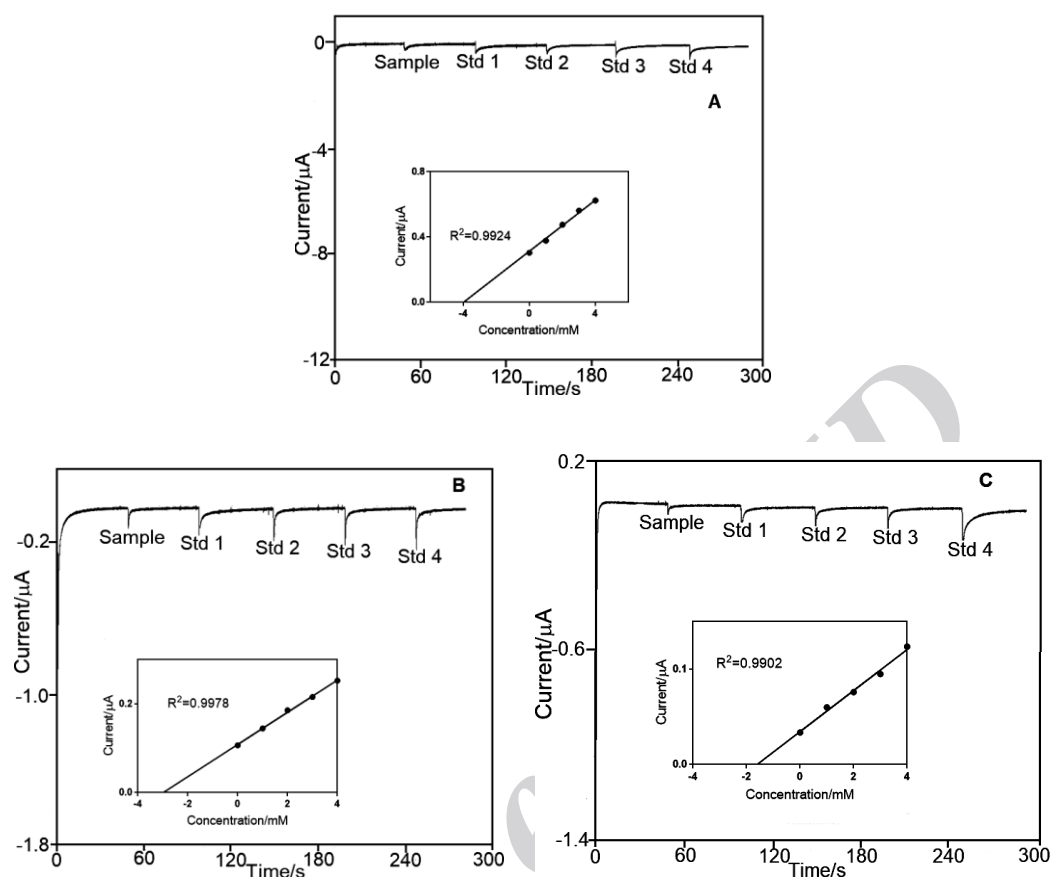 0
Sample Std 1 Std 2 Std 3 Std 4
A
-4
Current/μA
-8
-12
0 60 120 180 240 300
Time/s
0.8
0.4
0.0
Current/μA
R²=0.9924
-4 0 4
Concentration/mM
B
-0.2
Sample Std 1 Std 2 Std 3 Std 4
Current/μA
-1.0
-1.8
0 60 120 180 240 300
Time/s
0.2
0.0
Current/μA
R²=0.9978
-4 -2 0 2 4
Concentration/mM
0.2
C
Sample Std 1 Std 2 Std 3 Std 4
Current/μA
-0.6
-1.4
0 60 120 180 240 300
Time/s
0.1
0.0
Current/μA
R²=0.9902
-4 -2 0 2 4
Concentration/mM